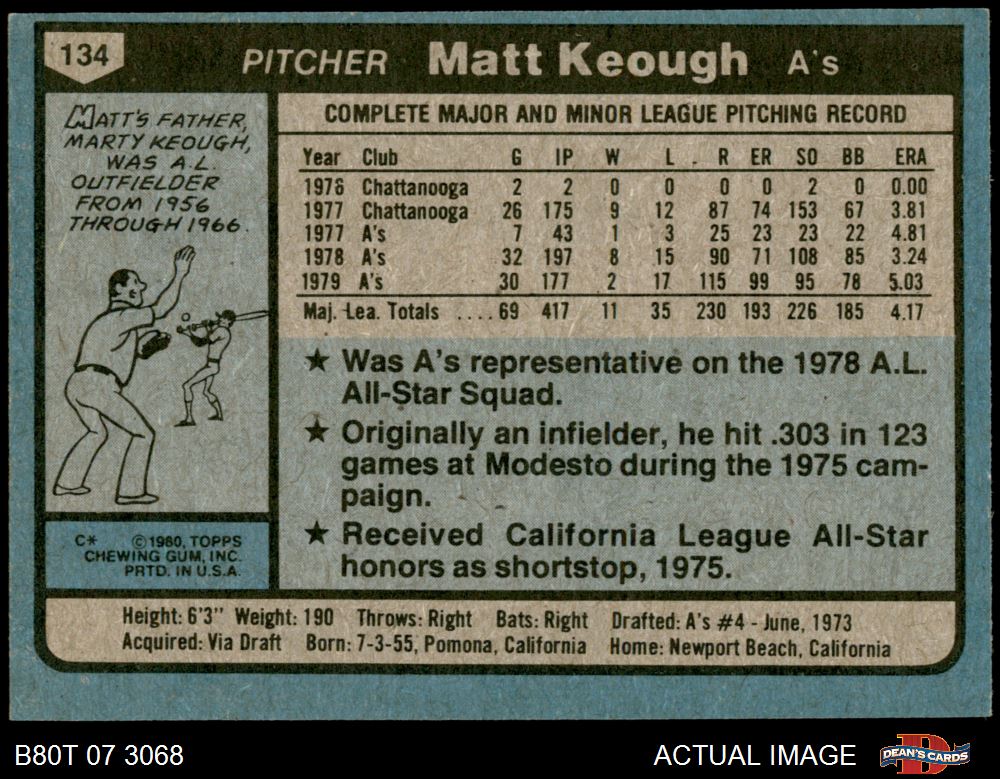 134 PITCHER Matt Keough A's
MATT'S FATHER,
MARTY KEOUGH,
WAS A.L.
OUTFIELDER
FROM 1956
THROUGH 1966.
C* ©1980, TOPPS
CHEWING GUM, INC.
PRTD. IN U.S.A.
COMPLETE MAJOR AND MINOR LEAGUE PITCHING RECORD
Year Club G IP W L R ER SO BB ERA
1976 Chattanooga 2 2 0 0 0 0 2 0 0.00
1977 Chattanooga 26 175 9 12 87 74 153 67 3.81
1977 A's 7 43 1 3 25 23 23 22 4.81
1978 A's 32 197 8 15 90 71 108 85 3.24
1979 A's 30 177 2 17 115 99 95 78 5.03
Maj. Lea. Totals .... 69 417 11 35 230 193 226 185 4.17
★ Was A's representative on the 1978 A.L.
All-Star Squad.
★ Originally an infielder, he hit .303 in 123
games at Modesto during the 1975 cam-
paign.
★ Received California League All-Star
honors as shortstop, 1975.
Height: 6'3" Weight: 190 Throws: Right Bats: Right Drafted: A's #4 - June, 1973
Acquired: Via Draft Born: 7-3-55, Pomona, California Home: Newport Beach, California
B80T 07 3068 ACTUAL IMAGE DEAN'S CARDS